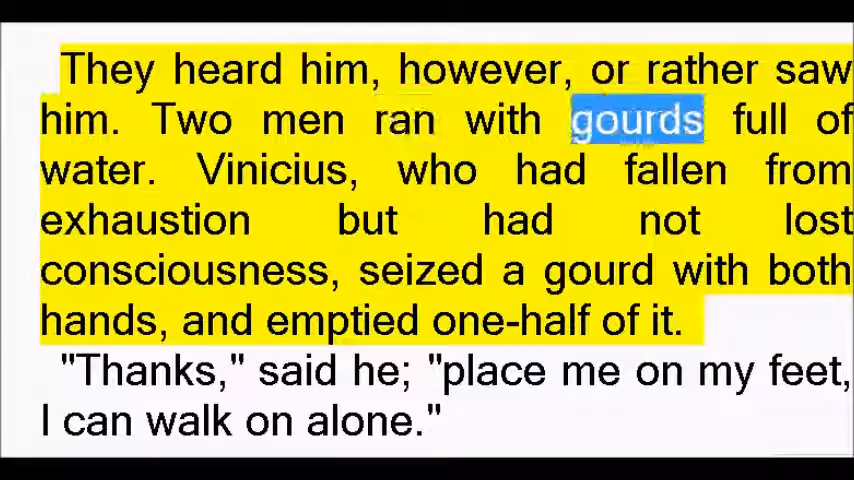 They heard him, however, or rather saw
him. Two men ran with gourds full of
water. Vinicius, who had fallen from
exhaustion but had not lost
consciousness, seized a gourd with both
hands, and emptied one-half of it.
"Thanks," said he; "place me on my feet,
I can walk on alone."